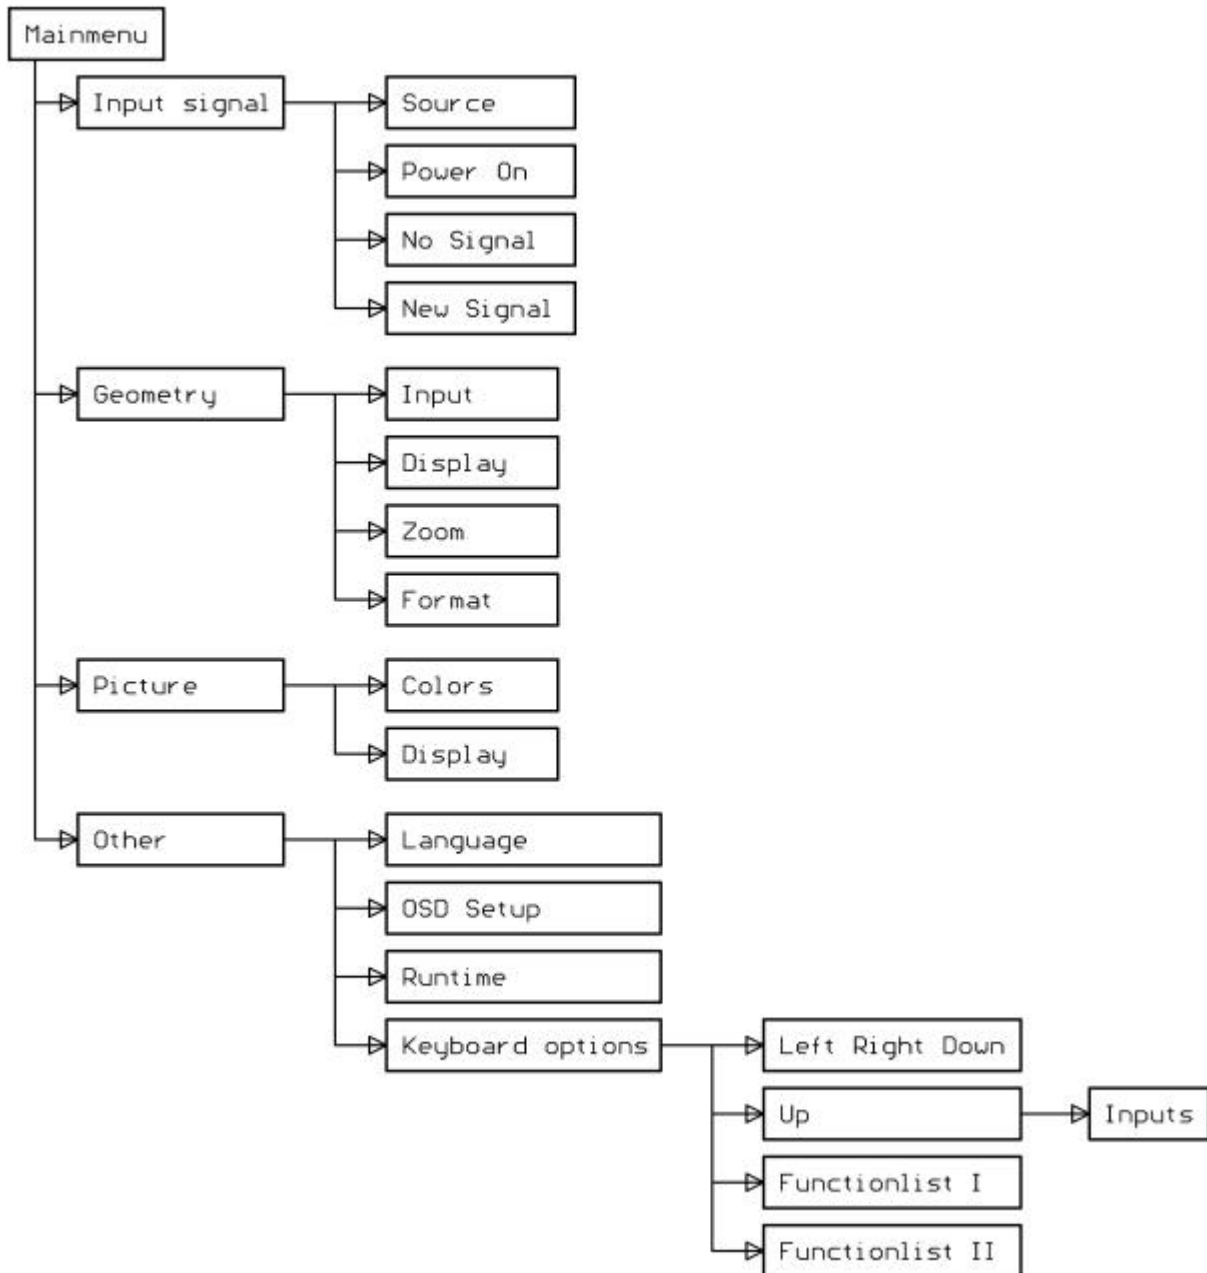 Mainmenu
Input signal
Source
Power On
No Signal
New Signal
Geometry
Input
Display
Zoom
Format
Picture
Colors
Display
Other
Language
OSD Setup
Runtime
Keyboard options
Left Right Down
Up
Inputs
Functionlist I
Functionlist II